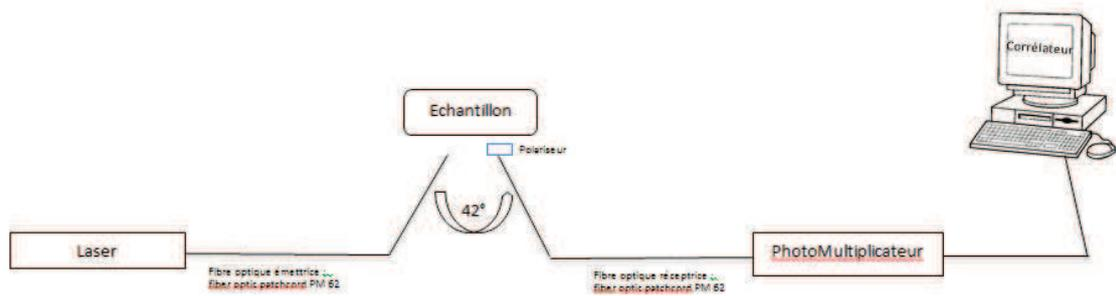 Corrélateur
Echantillon
Polariseur
42°
Laser
PhotoMultiplicateur
Fibre optique émettrice :
fiber optic patchcord PM 62
Fibre optique réceptrice :
fiber optic patchcord PM 62